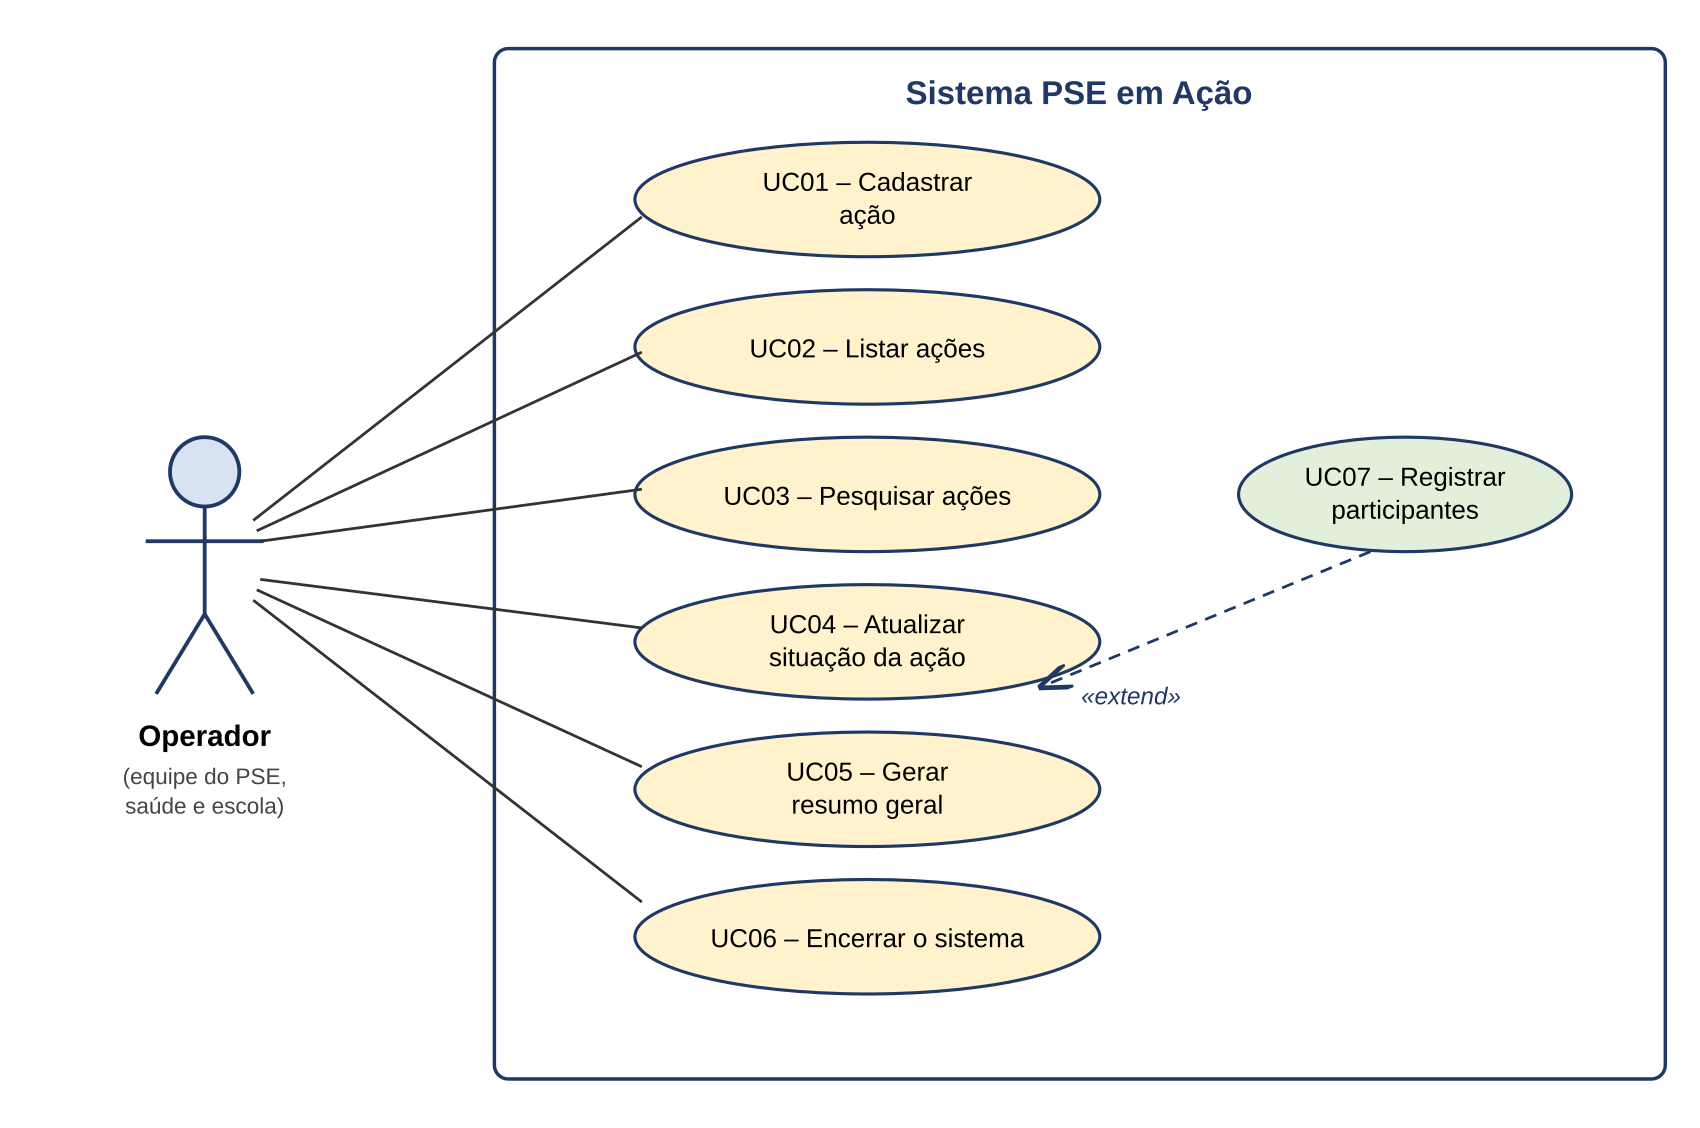 Sistema PSE em Ação
UC01 – Cadastrar
ação
UC02 – Listar ações
UC03 – Pesquisar ações
UC07 – Registrar
participantes
UC04 – Atualizar
situação da ação
«extend»
Operador
(equipe do PSE,
saúde e escola)
UC05 – Gerar
resumo geral
UC06 – Encerrar o sistema